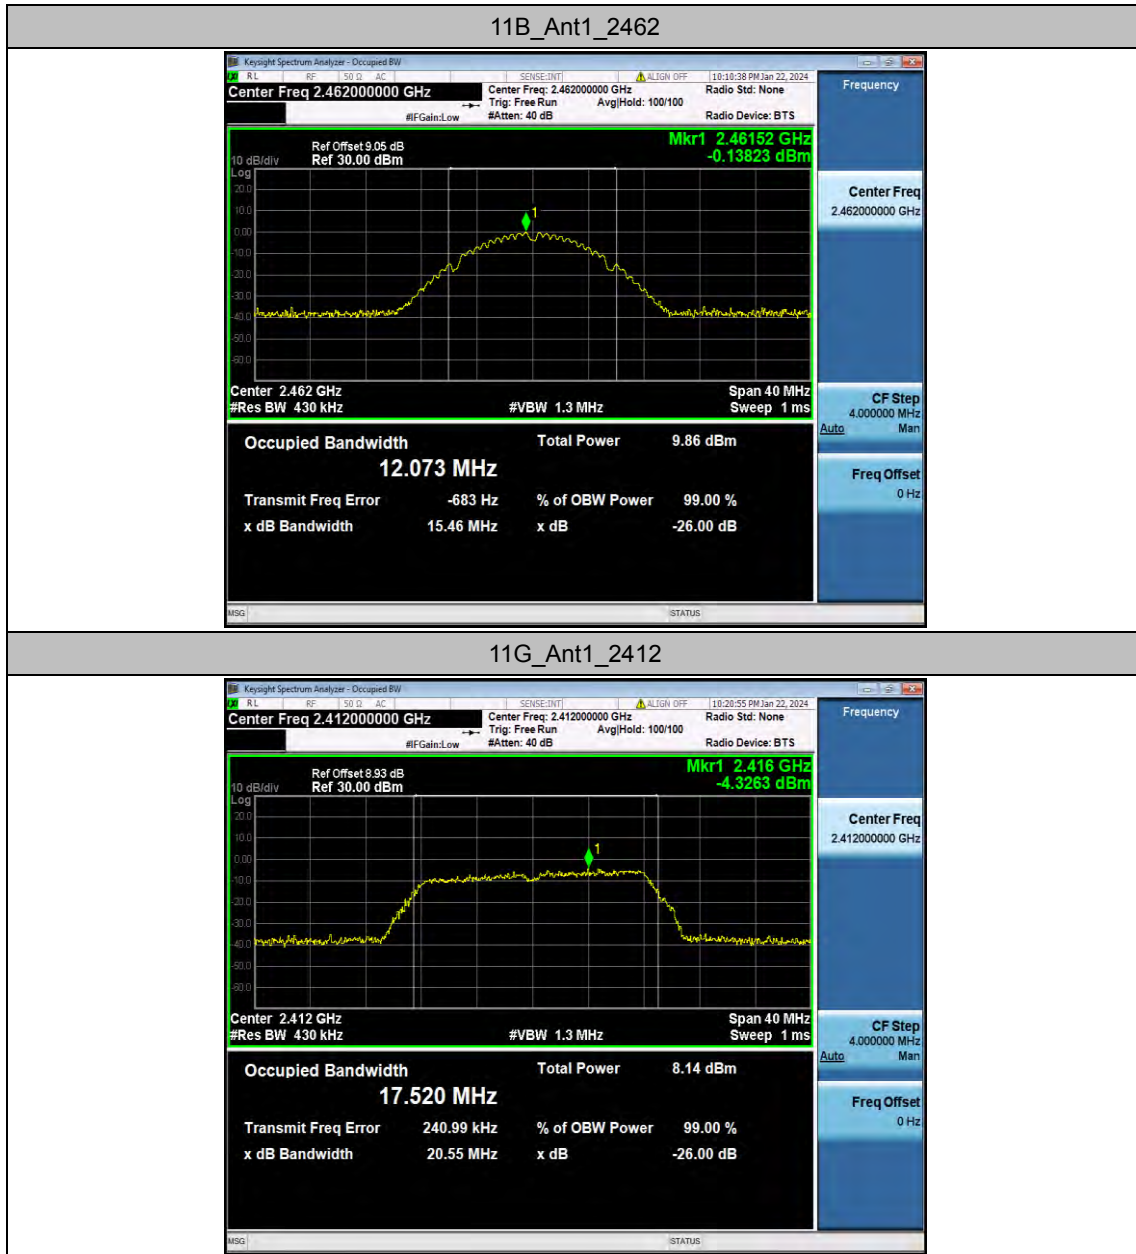 11B_Ant1_2462
Keysight Spectrum Analyzer - Occupied BW
RL RF 50 Ω AC SENSE:INT ALIGN OFF 10:10:38 PM Jan 22, 2024
Center Freq 2.462000000 GHz Center Freq: 2.462000000 GHz Radio Std: None Frequency
Trig: Free Run Avg|Hold: 100/100
#IFGain:Low #Atten: 40 dB Radio Device: BTS
Mkr1 2.46152 GHz
Ref Offset 9.05 dB -0.13823 dBm
10 dB/div Ref 30.00 dBm
Log
20.0
10.0
0.00
-10.0
-20.0
-30.0
-40.0
-50.0
-60.0
1
Center Freq
2.462000000 GHz
Center 2.462 GHz Span 40 MHz
#Res BW 430 kHz #VBW 1.3 MHz Sweep 1 ms
CF Step
4.000000 MHz
Auto Man
Occupied Bandwidth Total Power 9.86 dBm
12.073 MHz
Freq Offset
0 Hz
Transmit Freq Error -683 Hz % of OBW Power 99.00 %
x dB Bandwidth 15.46 MHz x dB -26.00 dB
MSG STATUS
11G_Ant1_2412
Keysight Spectrum Analyzer - Occupied BW
RL RF 50 Ω AC SENSE:INT ALIGN OFF 10:20:55 PM Jan 22, 2024
Center Freq 2.412000000 GHz Center Freq: 2.412000000 GHz Radio Std: None Frequency
Trig: Free Run Avg|Hold: 100/100
#IFGain:Low #Atten: 40 dB Radio Device: BTS
Mkr1 2.416 GHz
Ref Offset 8.93 dB -4.3263 dBm
10 dB/div Ref 30.00 dBm
Log
20.0
10.0
0.00
-10.0
-20.0
-30.0
-40.0
-50.0
-60.0
1
Center Freq
2.412000000 GHz
Center 2.412 GHz Span 40 MHz
#Res BW 430 kHz #VBW 1.3 MHz Sweep 1 ms
CF Step
4.000000 MHz
Auto Man
Occupied Bandwidth Total Power 8.14 dBm
17.520 MHz
Freq Offset
0 Hz
Transmit Freq Error 240.99 kHz % of OBW Power 99.00 %
x dB Bandwidth 20.55 MHz x dB -26.00 dB
MSG STATUS